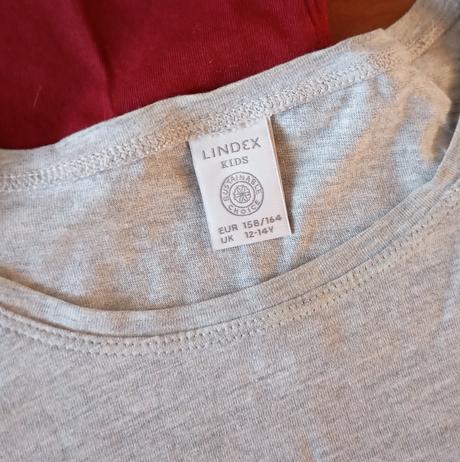 LINDEX
KIDS
SUSTAINABLE
CHOICE
EUR 158/164
UK 12-14Y